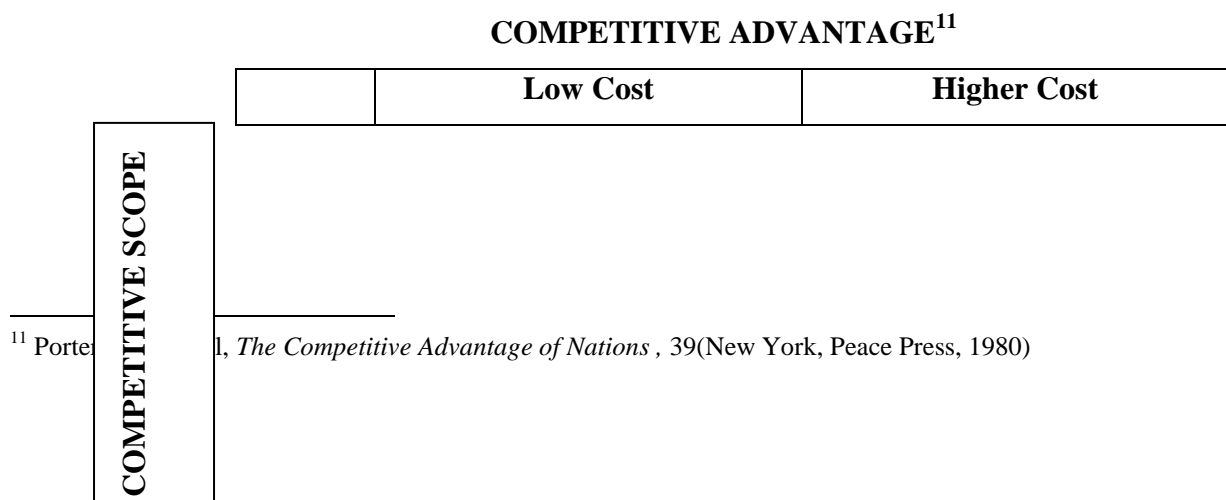 COMPETITIVE ADVANTAGE11
Low Cost Higher Cost
COMPETITIVE SCOPE
11 Porte l, The Competitive Advantage of Nations , 39(New York, Peace Press, 1980)